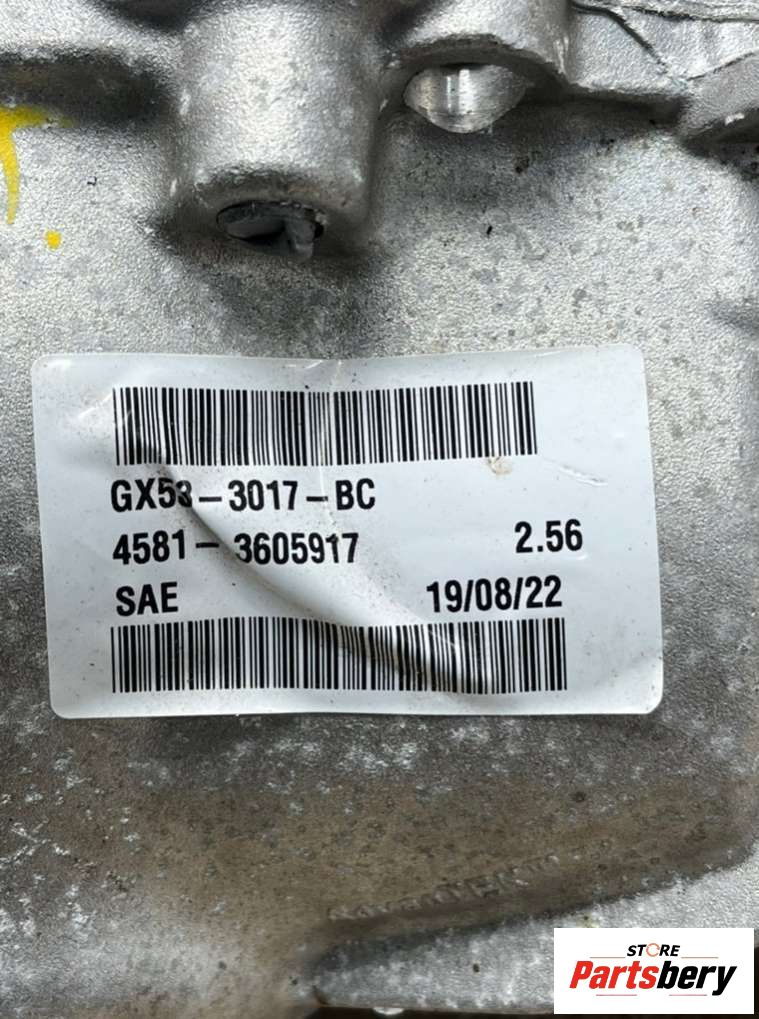 GX53-3017-BC
4581- 3605917 2.56
SAE 19/08/22
STORE
Partsbery